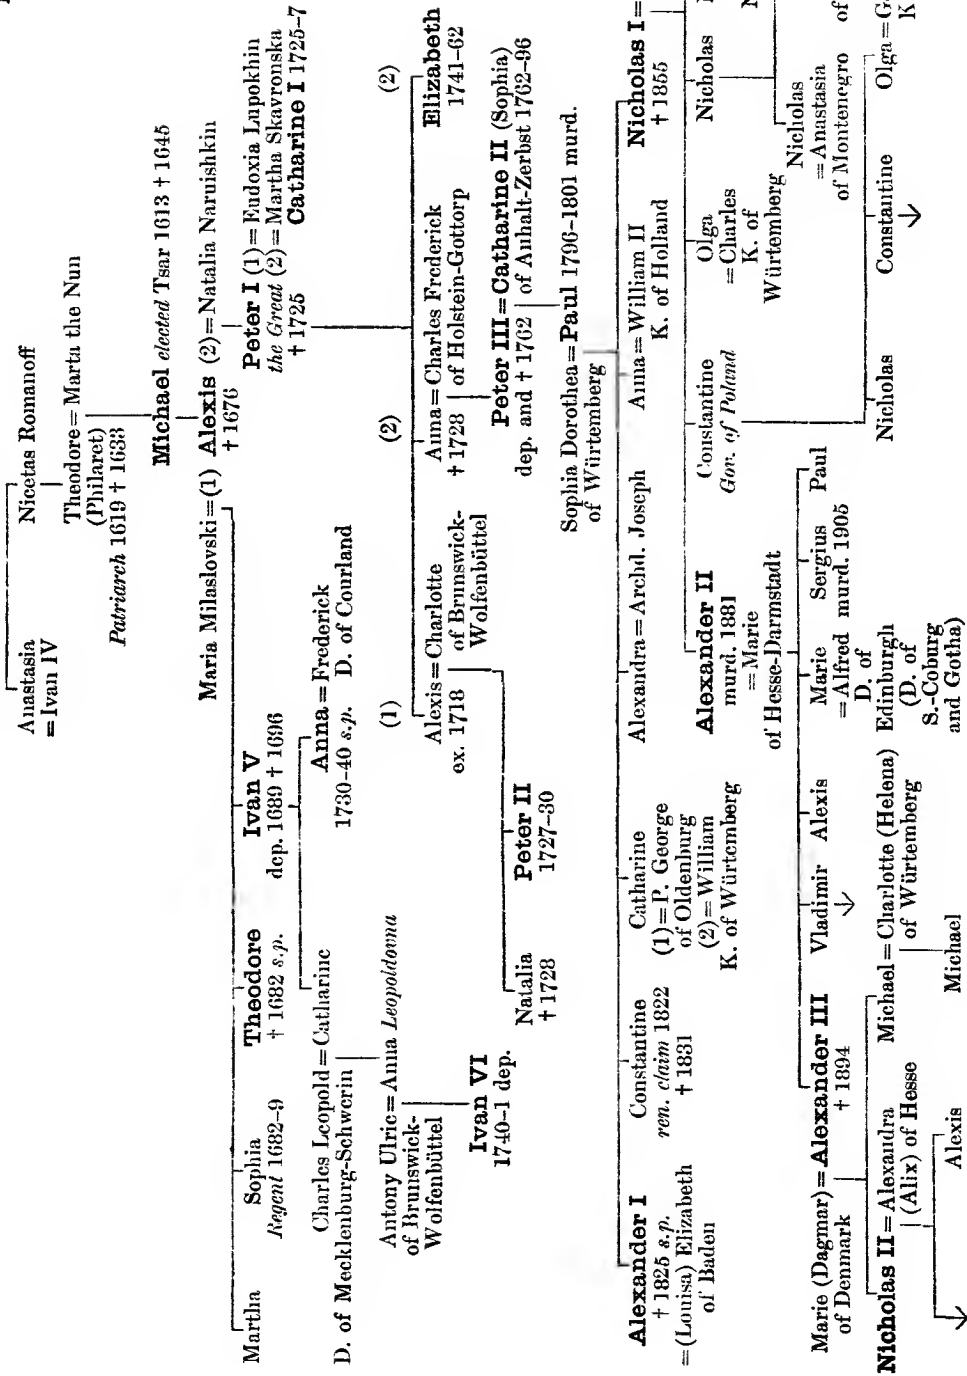 Anastasia
= Ivan IV
Nicetas Romanoff
Theodore = Marta the Nun
(Philaret)
Patriarch 1619 † 1633
Michael elected Tsar 1613 † 1645
Maria Milaslovski = (1) Alexis (2) = Natalia Naruishkin
† 1676
Martha
Sophia
Regent 1682–9
Theodore
† 1682 s.p.
Ivan V
dep. 1689 † 1696
Peter I (1) = Eudoxia Lupokhin
the Great (2) = Martha Skavronska
† 1725
Catharine I 1725–7
Charles Leopold = Catharine
D. of Mecklenburg-Schwerin
Anna = Frederick
1730–40 s.p. D. of Courland
Antony Ulric = Anna Leopoldovna
of Brunswick-
Wolfenbüttel
Ivan VI
1740–1 dep.
(1)
Alexis = Charlotte
ex. 1718 of Brunswick-
Wolfenbüttel
(2)
Anna = Charles Frederick
† 1728 of Holstein-Gottorp
(2)
Elizabeth
1741–62
Natalia
† 1728
Peter II
1727–30
Peter III = Catharine II (Sophia)
dep. and † 1762 of Anhalt-Zerbst 1762–96
Sophia Dorothea = Paul 1796–1801 murd.
of Würtemberg
Alexander I
† 1825 s.p.
= (Louisa) Elizabeth
of Baden
Constantine
ren. claim 1822
† 1831
Catharine
(1) = P. George
of Oldenburg
(2) = William
K. of Würtemberg
Alexandra = Archd. Joseph
Anna = William II
K. of Holland
Nicholas I =
† 1855
Michael = Charlotte (Helena)
of Würtemberg
Alexander II
murd. 1881
= Marie
of Hesse-Darmstadt
Constantine
Gov. of Poland
Olga
= Charles
K. of
Würtemberg
Nicholas
Nicholas
= Anastasia
of Montenegro
of
Marie (Dagmar) = Alexander III
of Denmark † 1894
Vladimir
Alexis
Marie
= Alfred
D. of
Edinburgh
(D. of
S.-Coburg
and Gotha)
Sergius
murd. 1905
Paul
Nicholas
Constantine
Olga = G
K
Nicholas II = Alexandra
(Alix) of Hesse
Michael
Michael
Alexis